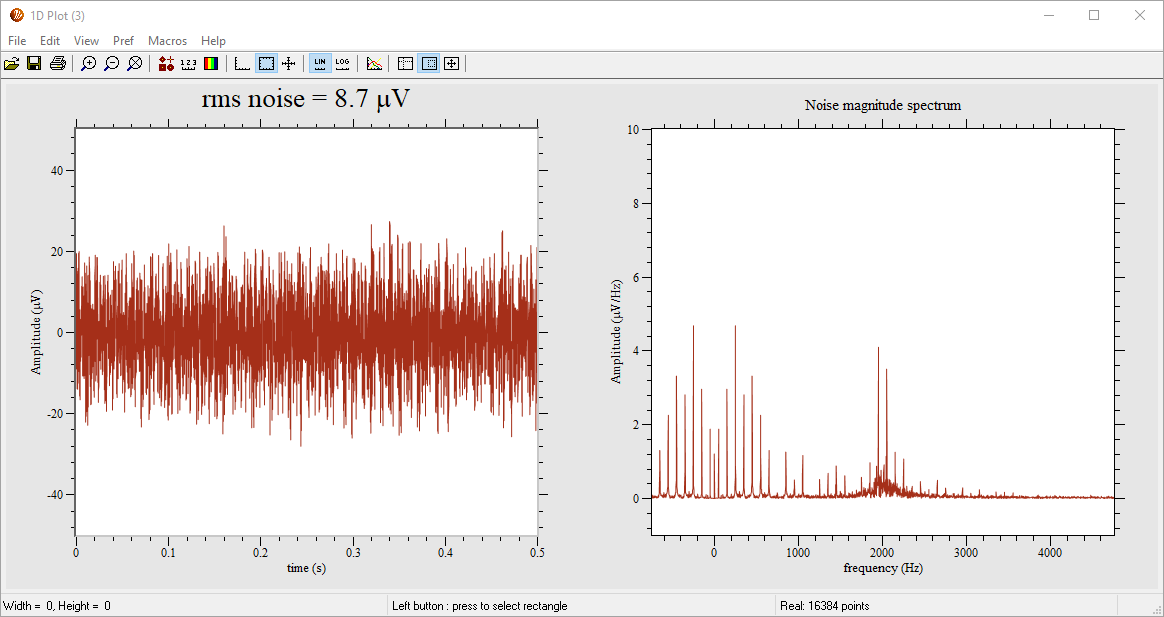 1D Plot (3)
File Edit View Pref Macros Help
1 2 3
LIN
LOG
rms noise = 8.7 µV
40
20
0
-20
-40
Amplitude (µV)
0 0.1 0.2 0.3 0.4 0.5
time (s)
Noise magnitude spectrum
10
8
6
4
2
0
Amplitude (µV/Hz)
0 1000 2000 3000 4000
frequency (Hz)
Width = 0, Height = 0
Left button : press to select rectangle
Real: 16384 points